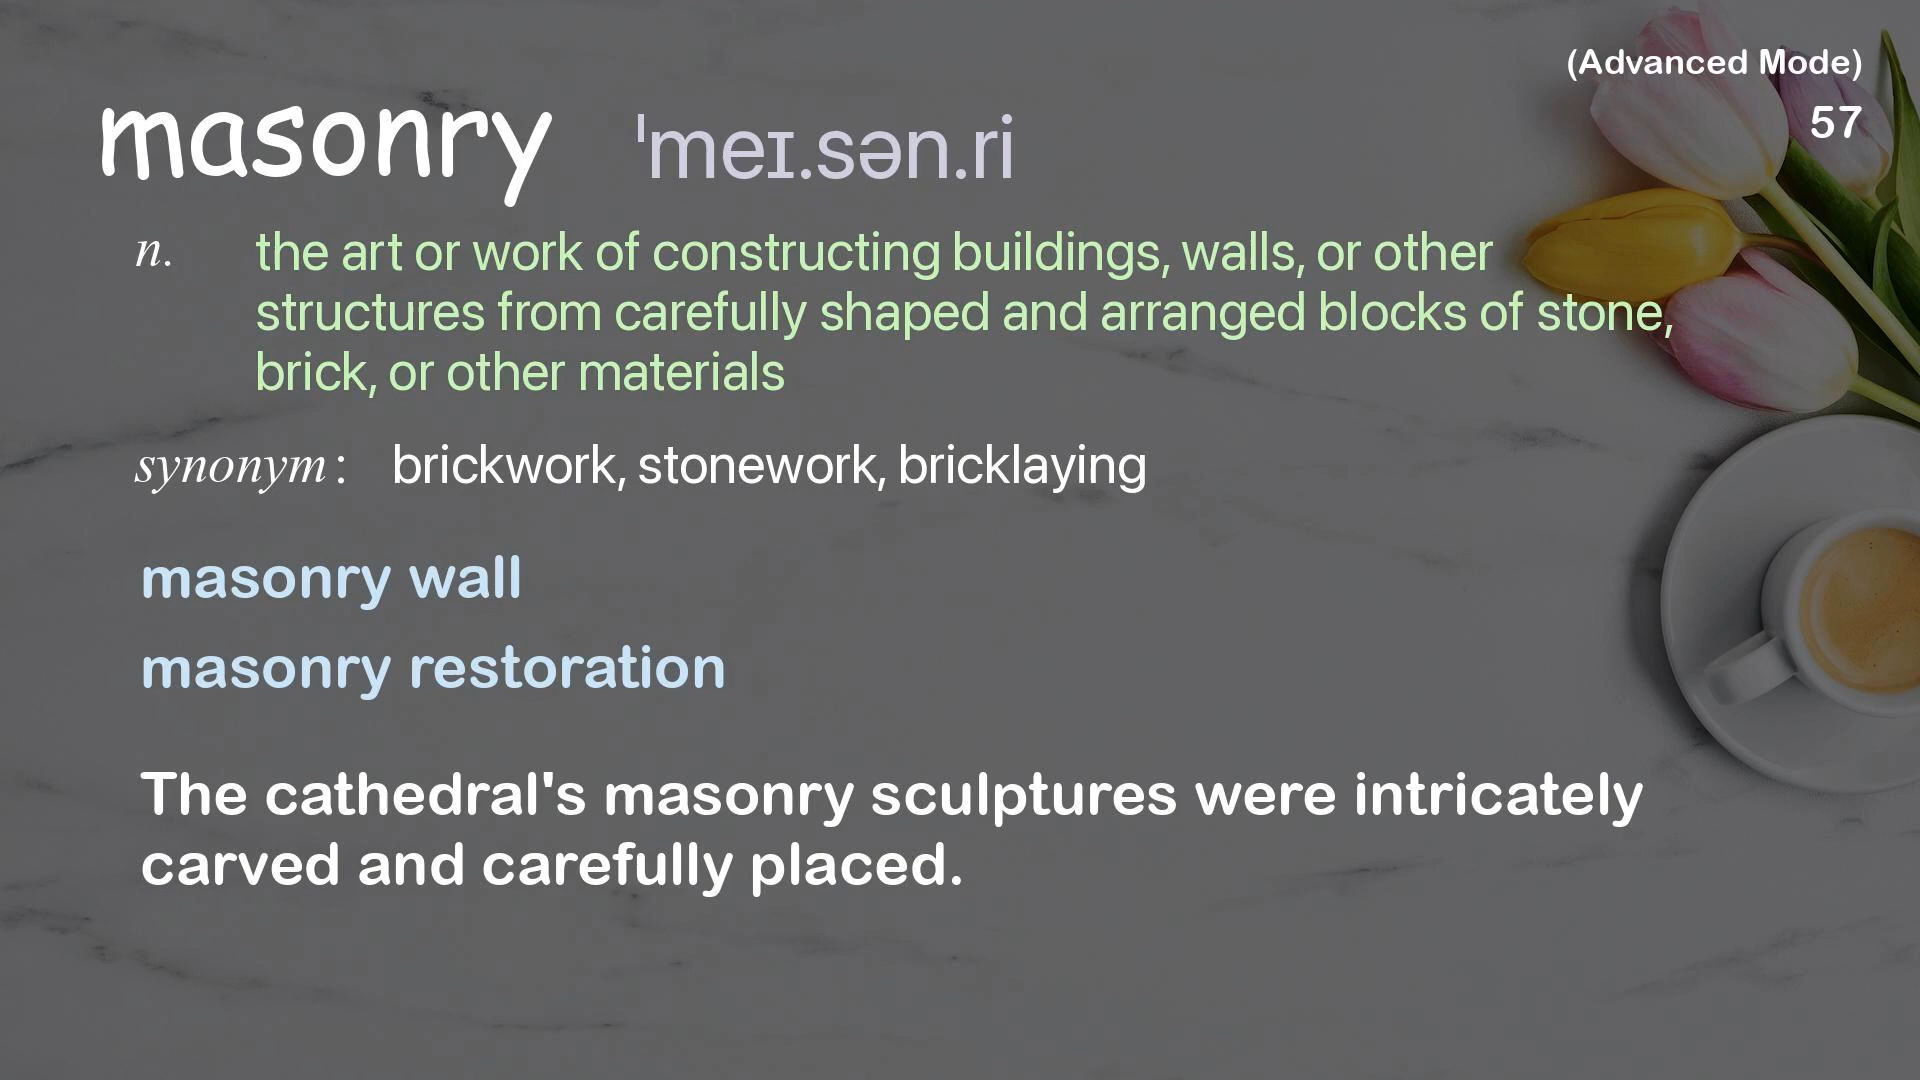 (Advanced Mode)
57
masonry ˈmeɪ.sən.ri
n. the art or work of constructing buildings, walls, or other
structures from carefully shaped and arranged blocks of stone,
brick, or other materials
synonym : brickwork, stonework, bricklaying
masonry wall
masonry restoration
The cathedral's masonry sculptures were intricately
carved and carefully placed.